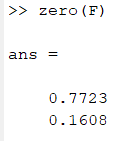 >> zero(F)
ans =
0.7723
0.1608